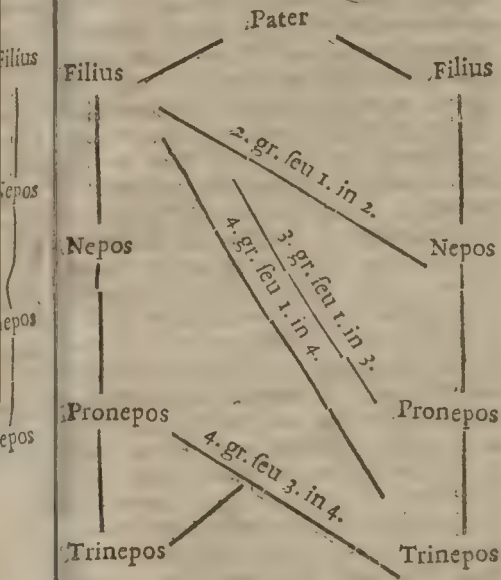 Pater
Filius Filius Filius
2. gr. ſeu 1. in 2.
Nepos Nepos
3. gr. ſeu 1. in 3.
4. gr. ſeu 1. in 4.
Pronepos Pronepos
4. gr. ſeu 3. in 4.
Trinepos Trinepos